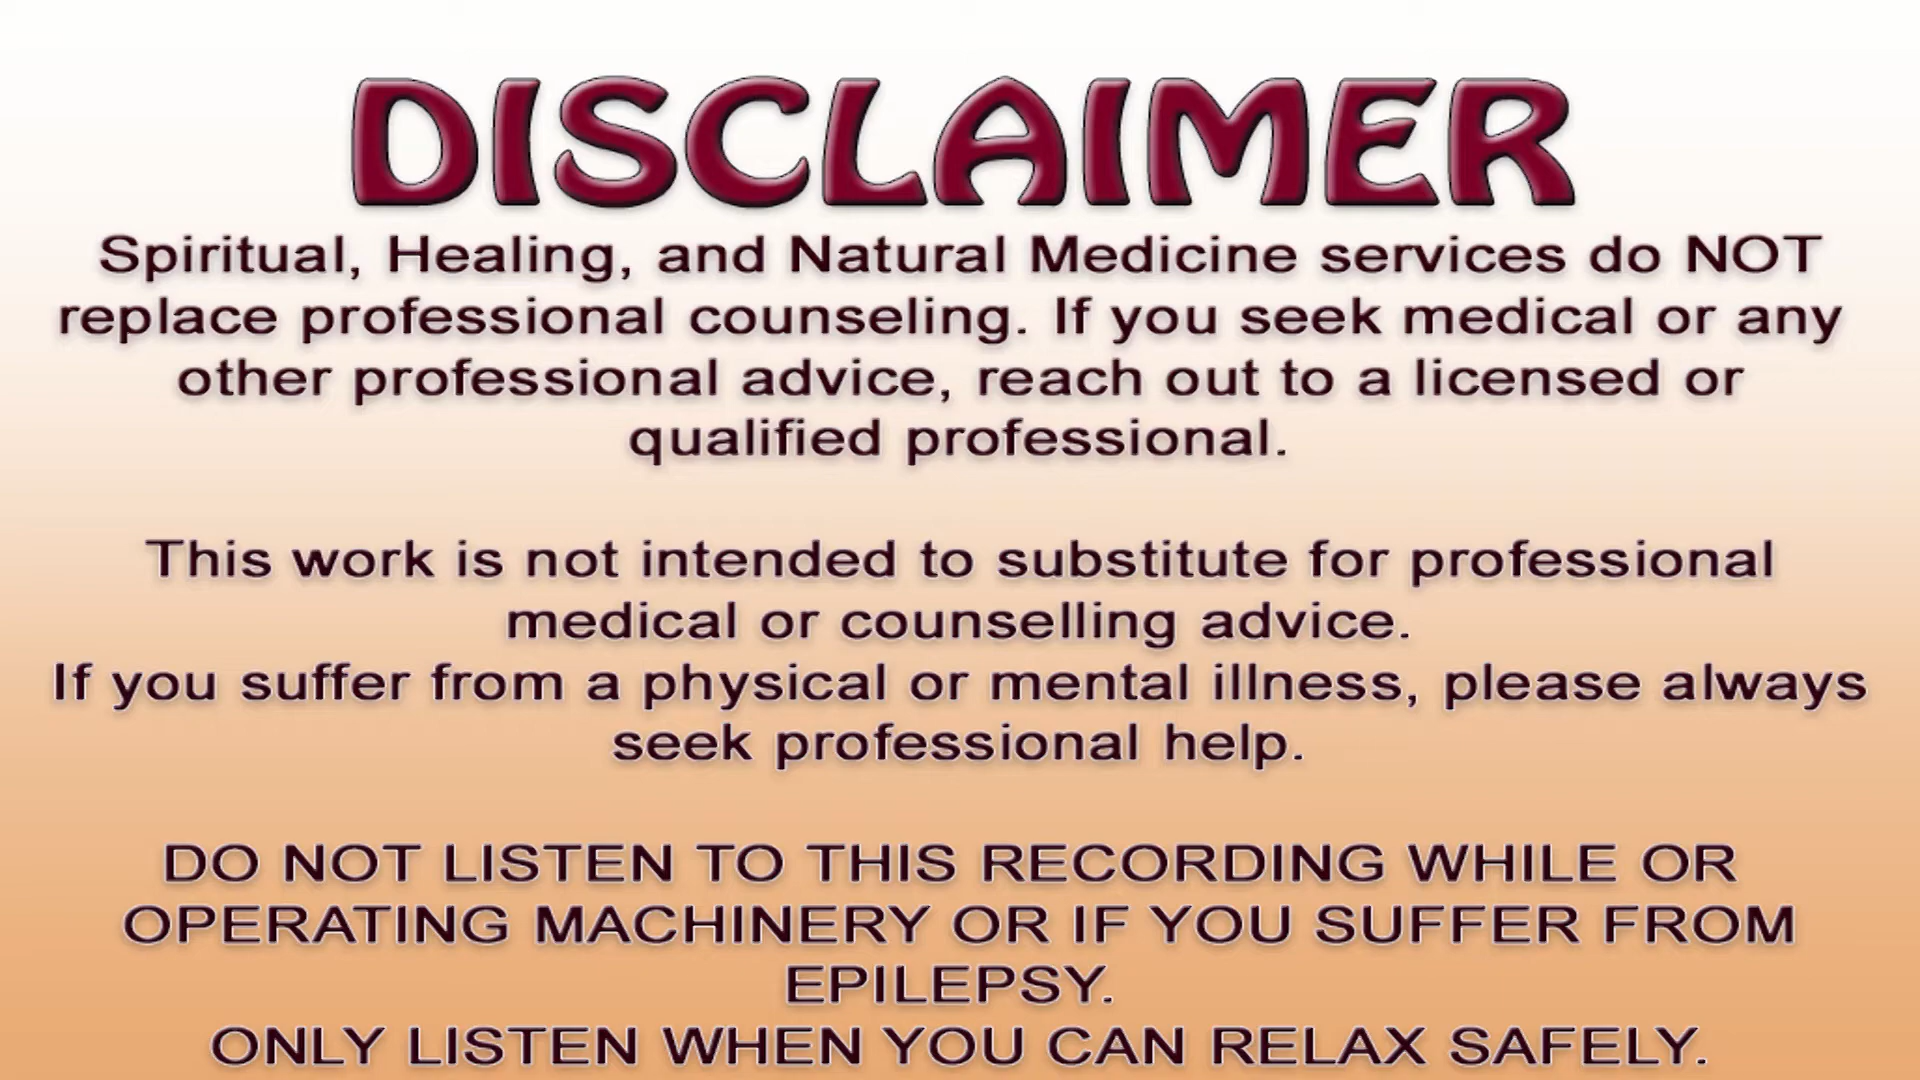 DISCLAIMER
Spiritual, Healing, and Natural Medicine services do NOT
replace professional counseling. If you seek medical or any
other professional advice, reach out to a licensed or
qualified professional.
This work is not intended to substitute for professional
medical or counselling advice.
If you suffer from a physical or mental illness, please always
seek professional help.
DO NOT LISTEN TO THIS RECORDING WHILE OR
OPERATING MACHINERY OR IF YOU SUFFER FROM
EPILEPSY.
ONLY LISTEN WHEN YOU CAN RELAX SAFELY.